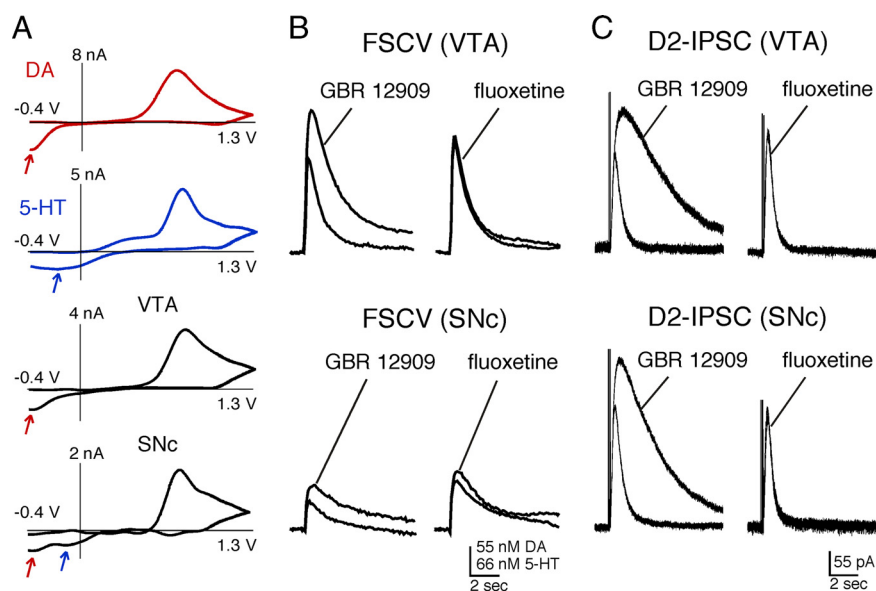 A
8 nA
DA
-0.4 V
1.3 V
5 nA
5-HT
-0.4 V
1.3 V
VTA
4 nA
-0.4 V
1.3 V
SNc
2 nA
-0.4 V
1.3 V
B
FSCV (VTA)
GBR 12909
fluoxetine
FSCV (SNc)
GBR 12909
fluoxetine
55 nM DA
66 nM 5-HT
2 sec
C
D2-IPSC (VTA)
GBR 12909
fluoxetine
D2-IPSC (SNc)
GBR 12909
fluoxetine
55 pA
2 sec